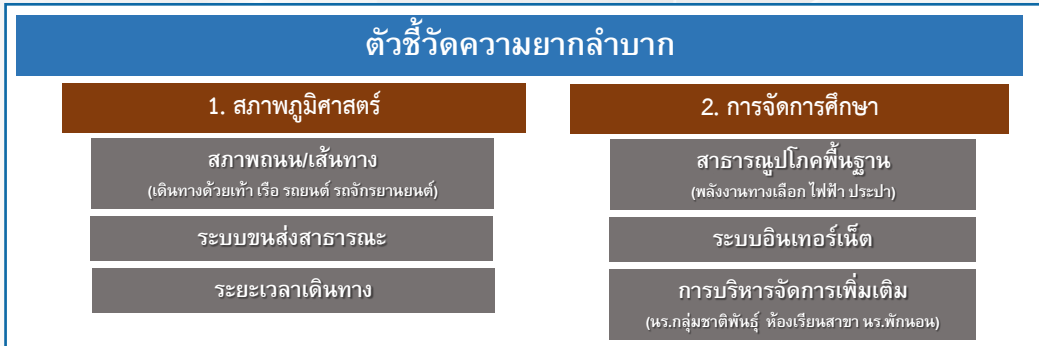 ตัวชี้วัดความยากลำบาก
1. สภาพภูมิศาสตร์
สภาพถนน/เส้นทาง
(เดินทางด้วยเท้า เรือ รถยนต์ รถจักรยานยนต์)
ระบบขนส่งสาธารณะ
ระยะเวลาเดินทาง
2. การจัดการศึกษา
สาธารณูปโภคพื้นฐาน
(พลังงานทางเลือก ไฟฟ้า ประปา)
ระบบอินเทอร์เน็ต
การบริหารจัดการเพิ่มเติม
(นร.กลุ่มชาติพันธุ์ ห้องเรียนสาขา นร.พักนอน)